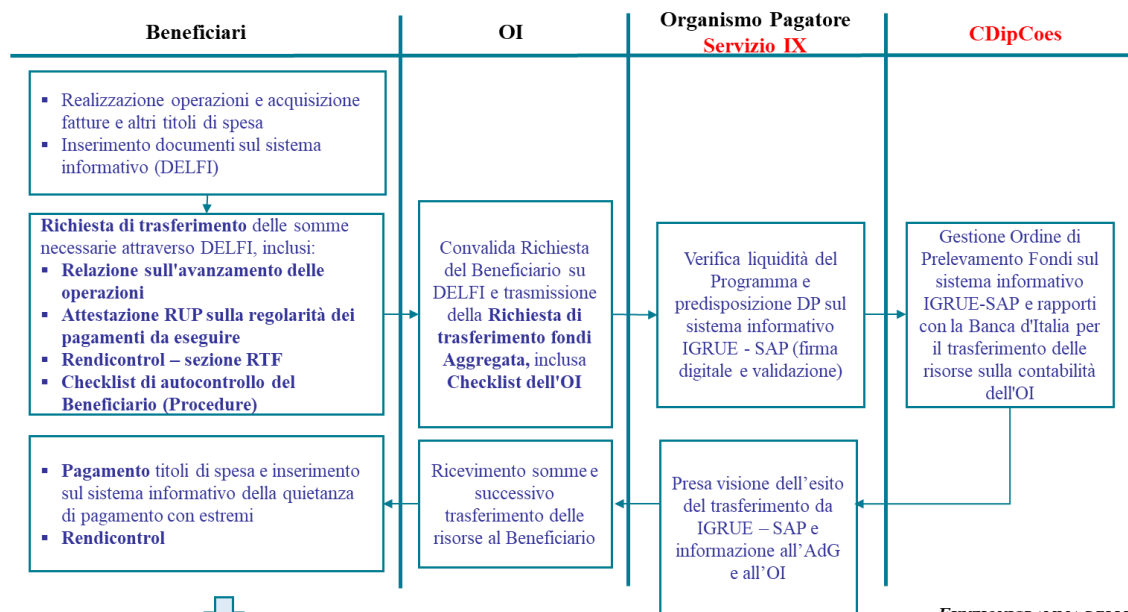 Beneficiari
OI
Organismo Pagatore
Servizio IX
CDipCoes
▪ Realizzazione operazioni e acquisizione
fatture e altri titoli di spesa
▪ Inserimento documenti sul sistema
informativo (DELFI)
Richiesta di trasferimento delle somme
necessarie attraverso DELFI, inclusi:
▪ Relazione sull'avanzamento delle
operazioni
▪ Attestazione RUP sulla regolarità dei
pagamenti da eseguire
▪ Rendicontrol – sezione RTF
▪ Checklist di autocontrollo del
Beneficiario (Procedure)
Convalida Richiesta
del Beneficiario su
DELFI e trasmissione
della Richiesta di
trasferimento fondi
Aggregata, inclusa
Checklist dell'OI
Verifica liquidità del
Programma e
predisposizione DP sul
sistema informativo
IGRUE - SAP (firma
digitale e validazione)
Gestione Ordine di
Prelevamento Fondi sul
sistema informativo
IGRUE-SAP e rapporti
con la Banca d'Italia per
il trasferimento delle
risorse sulla contabilità
dell'OI
▪ Pagamento titoli di spesa e inserimento
sul sistema informativo della quietanza
di pagamento con estremi
▪ Rendicontrol
Ricevimento somme e
successivo
trasferimento delle
risorse al Beneficiario
Presa visione dell’esito
del trasferimento da
IGRUE – SAP e
informazione all’AdG
e all’OI